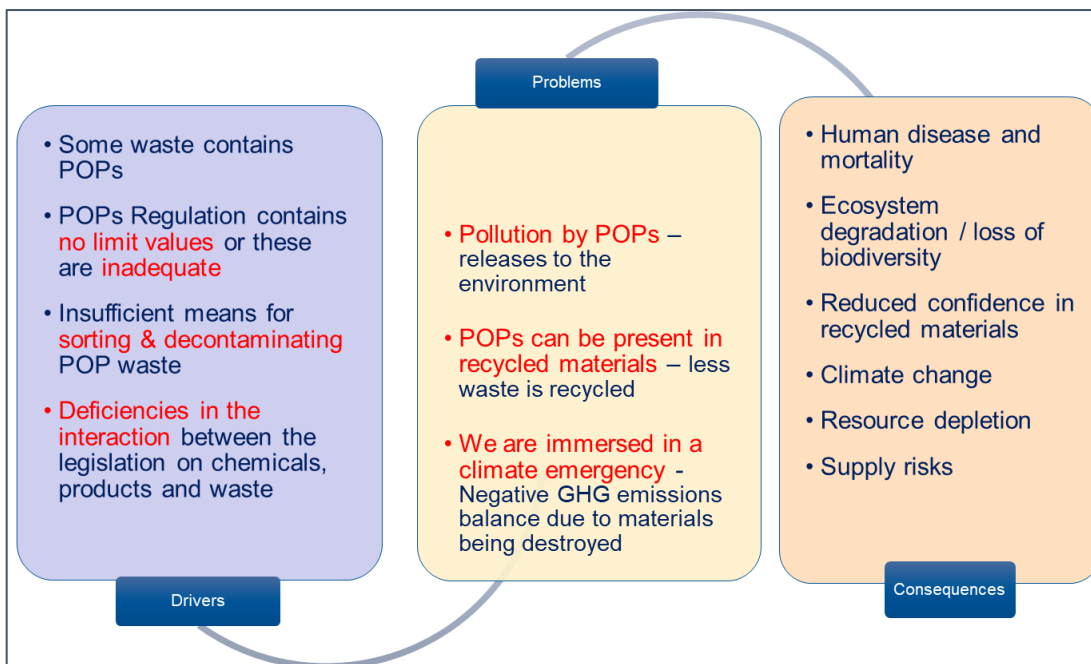 • Some waste contains
POPs
• POPs Regulation contains
no limit values or these
are inadequate
• Insufficient means for
sorting & decontaminating
POP waste
• Deficiencies in the
interaction between the
legislation on chemicals,
products and waste
Drivers
Problems
• Pollution by POPs –
releases to the
environment
• POPs can be present in
recycled materials – less
waste is recycled
• We are immersed in a
climate emergency -
Negative GHG emissions
balance due to materials
being destroyed
• Human disease and
mortality
• Ecosystem
degradation / loss of
biodiversity
• Reduced confidence in
recycled materials
• Climate change
• Resource depletion
• Supply risks
Consequences